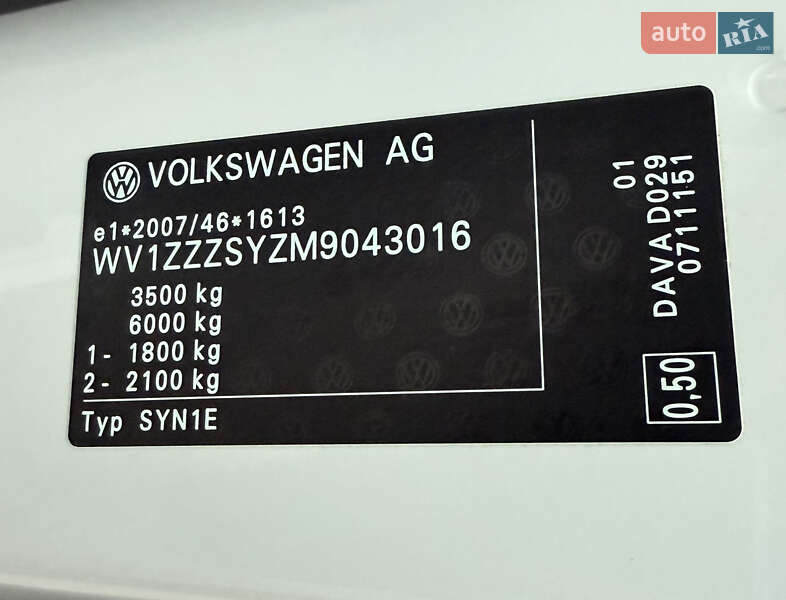 auto RIA .com
VOLKSWAGEN AG
e1*2007/46*1613
WV1ZZZSYZM9043016
3500 kg
6000 kg
1- 1800 kg
2- 2100 kg
Typ SYN1E
01
DAVA D029
0711151
0,50